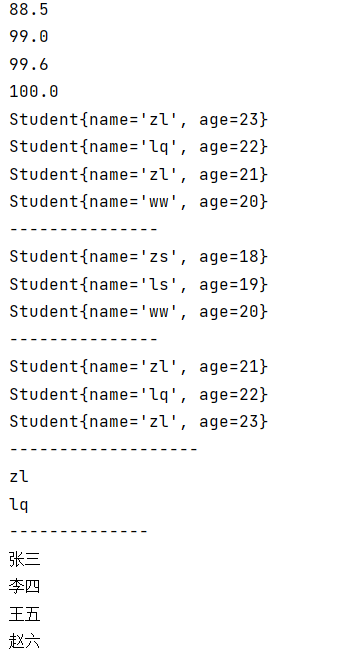 88.5
99.0
99.6
100.0
Student{name='zl', age=23}
Student{name='lq', age=22}
Student{name='zl', age=21}
Student{name='ww', age=20}
---------------
Student{name='zs', age=18}
Student{name='ls', age=19}
Student{name='ww', age=20}
---------------
Student{name='zl', age=21}
Student{name='lq', age=22}
Student{name='zl', age=23}
-------------------
zl
lq
--------------
张三
李四
王五
赵六